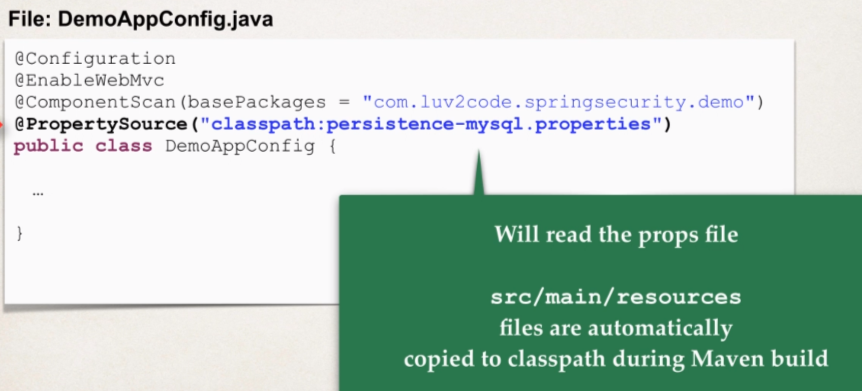 File: DemoAppConfig.java
@Configuration
@EnableWebMvc
@ComponentScan(basePackages = "com.luv2code.springsecurity.demo")
@PropertySource("classpath:persistence-mysql.properties")
public class DemoAppConfig {
…
}
Will read the props file
src/main/resources
files are automatically
copied to classpath during Maven build